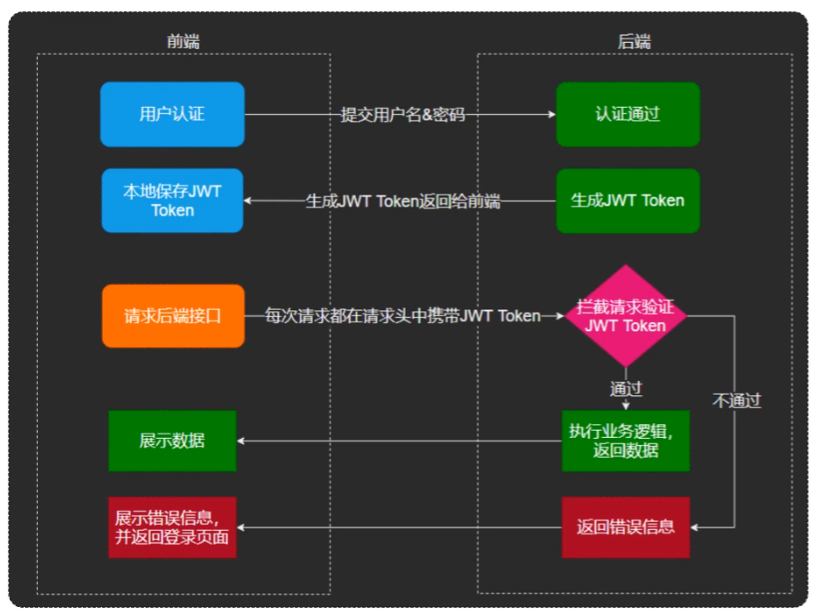 前端
后端
用户认证
提交用户名&密码
认证通过
本地保存JWT
Token
生成JWT Token返回给前端
生成JWT Token
请求后端接口
每次请求都在请求头中携带JWT Token
拦截请求验证
JWT Token
通过
不通过
展示数据
执行业务逻辑，
返回数据
展示错误信息，
并返回登录页面
返回错误信息